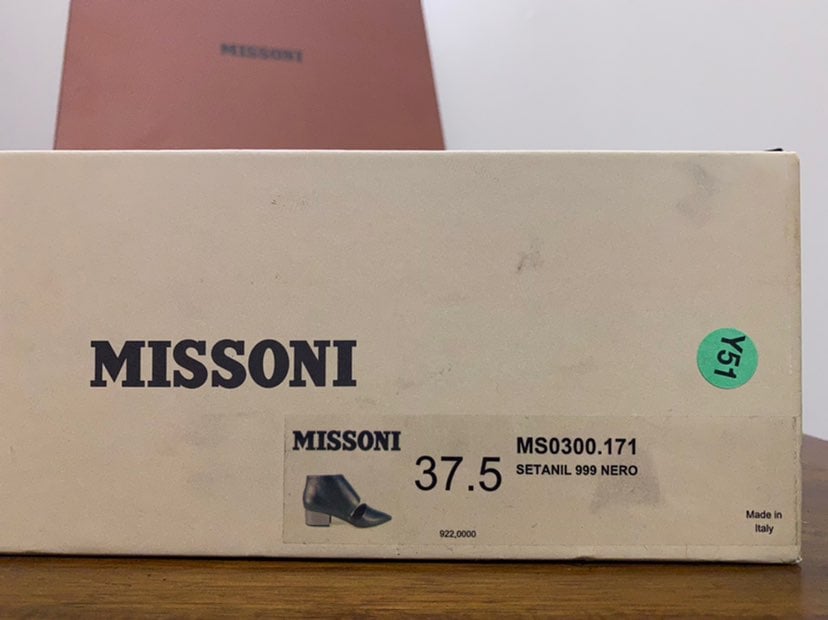 MISSONI
MISSONI
Y51
MISSONI
37.5
MS0300.171
SETANIL 999 NERO
922,0000
Made in
Italy